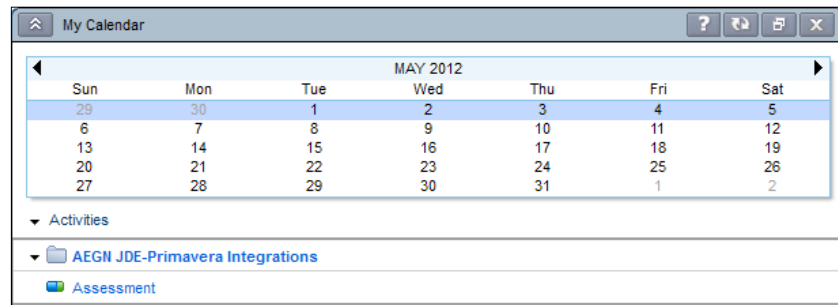 My Calendar ? X
MAY 2012
Sun Mon Tue Wed Thu Fri Sat
29 30 1 2 3 4 5
6 7 8 9 10 11 12
13 14 15 16 17 18 19
20 21 22 23 24 25 26
27 28 29 30 31 1 2
Activities
AEGN JDE-Primavera Integrations
Assessment